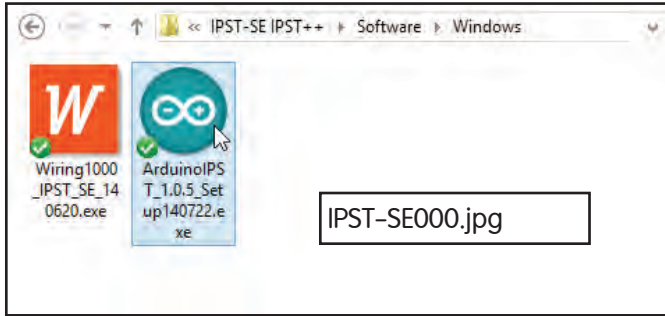 « IPST-SE IPST++ ▸ Software ▸ Windows
W
Wiring1000
_IPST_SE_14
0620.exe
ArduinoIPS
T_1.0.5_Set
up140722.e
xe
IPST-SE000.jpg